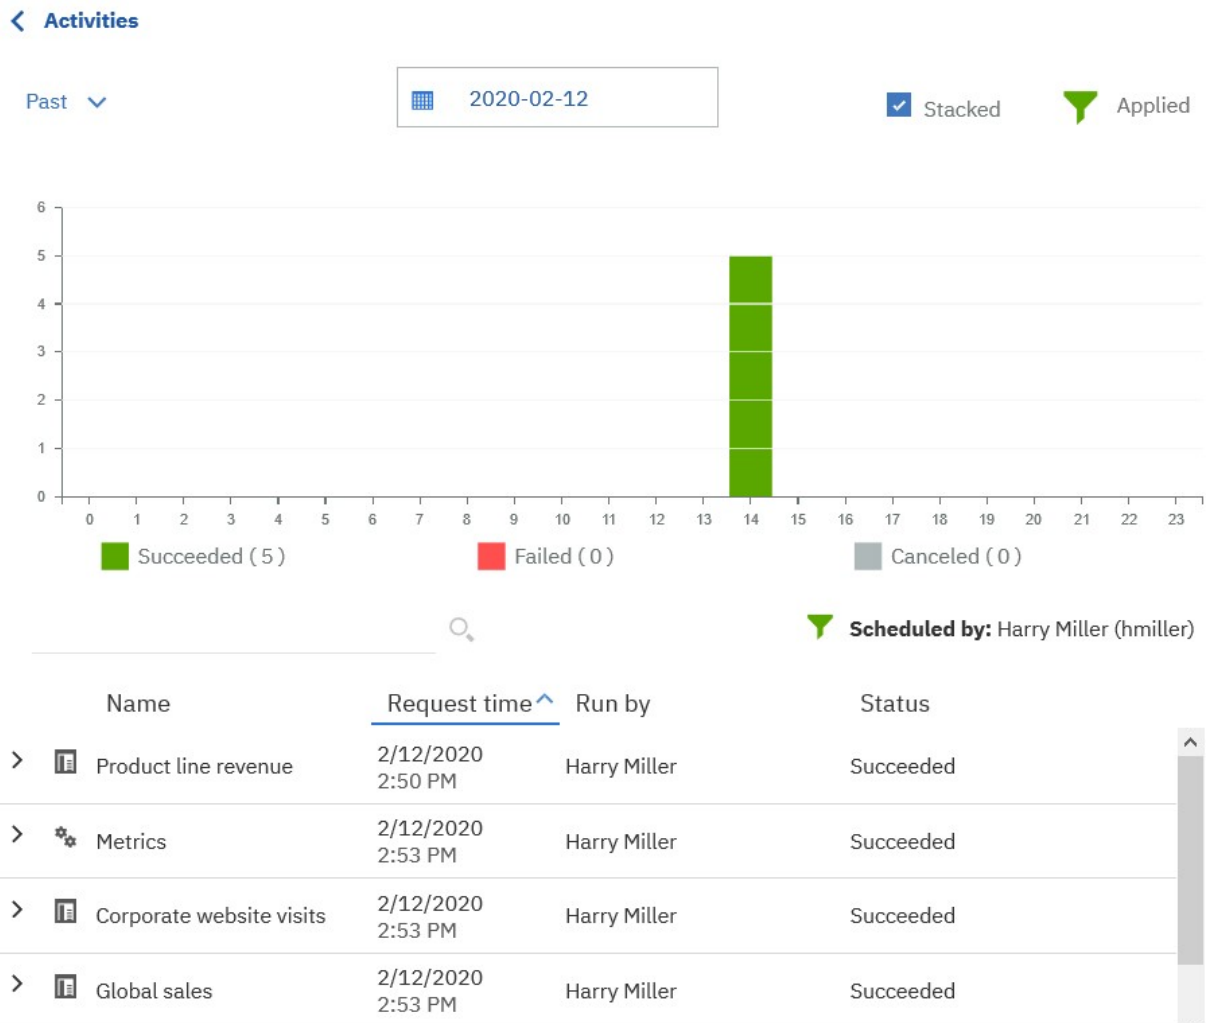 Activities
Past
2020-02-12
Stacked
Applied
6
5
4
3
2
1
0
0 1 2 3 4 5 6 7 8 9 10 11 12 13 14 15 16 17 18 19 20 21 22 23
Succeeded ( 5 ) Failed ( 0 ) Canceled ( 0 )
Scheduled by: Harry Miller (hmiller)
Name Request time Run by Status
Product line revenue 2/12/2020 2:50 PM Harry Miller Succeeded
Metrics 2/12/2020 2:53 PM Harry Miller Succeeded
Corporate website visits 2/12/2020 2:53 PM Harry Miller Succeeded
Global sales 2/12/2020 2:53 PM Harry Miller Succeeded